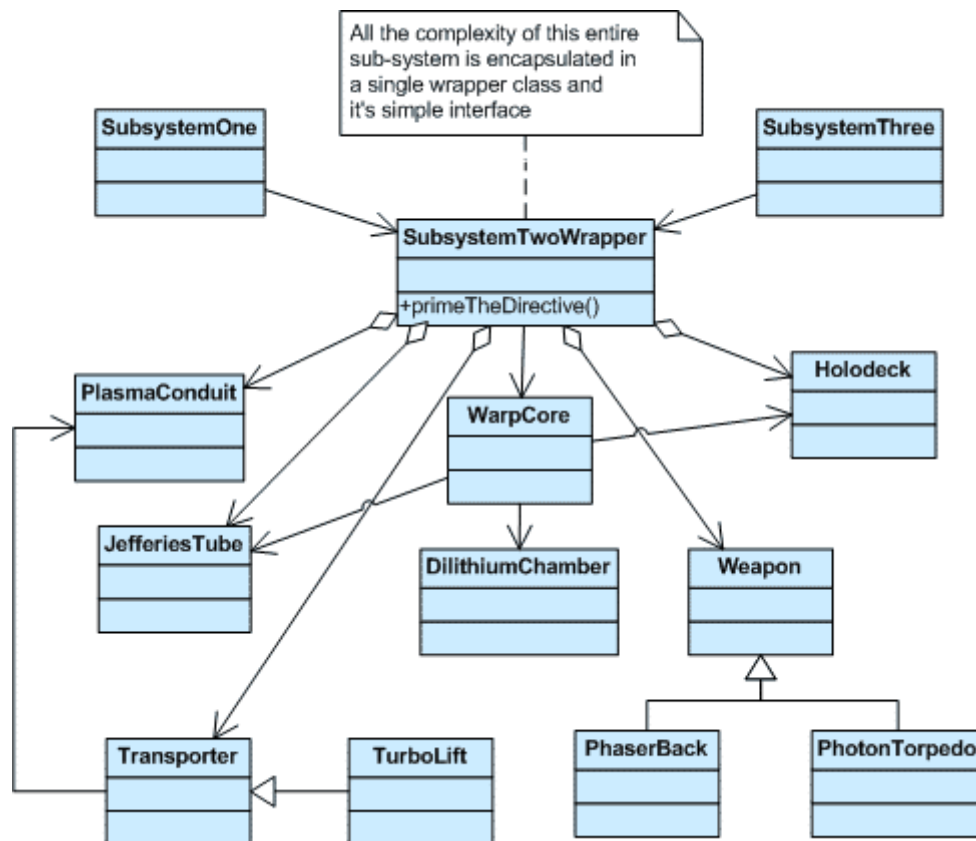 All the complexity of this entire
sub-system is encapsulated in
a single wrapper class and
it's simple interface
SubsystemOne
SubsystemThree
SubsystemTwoWrapper
+primeTheDirective()
PlasmaConduit
Holodeck
WarpCore
JefferiesTube
DilithiumChamber
Weapon
Transporter
TurboLift
PhaserBack
PhotonTorpedo